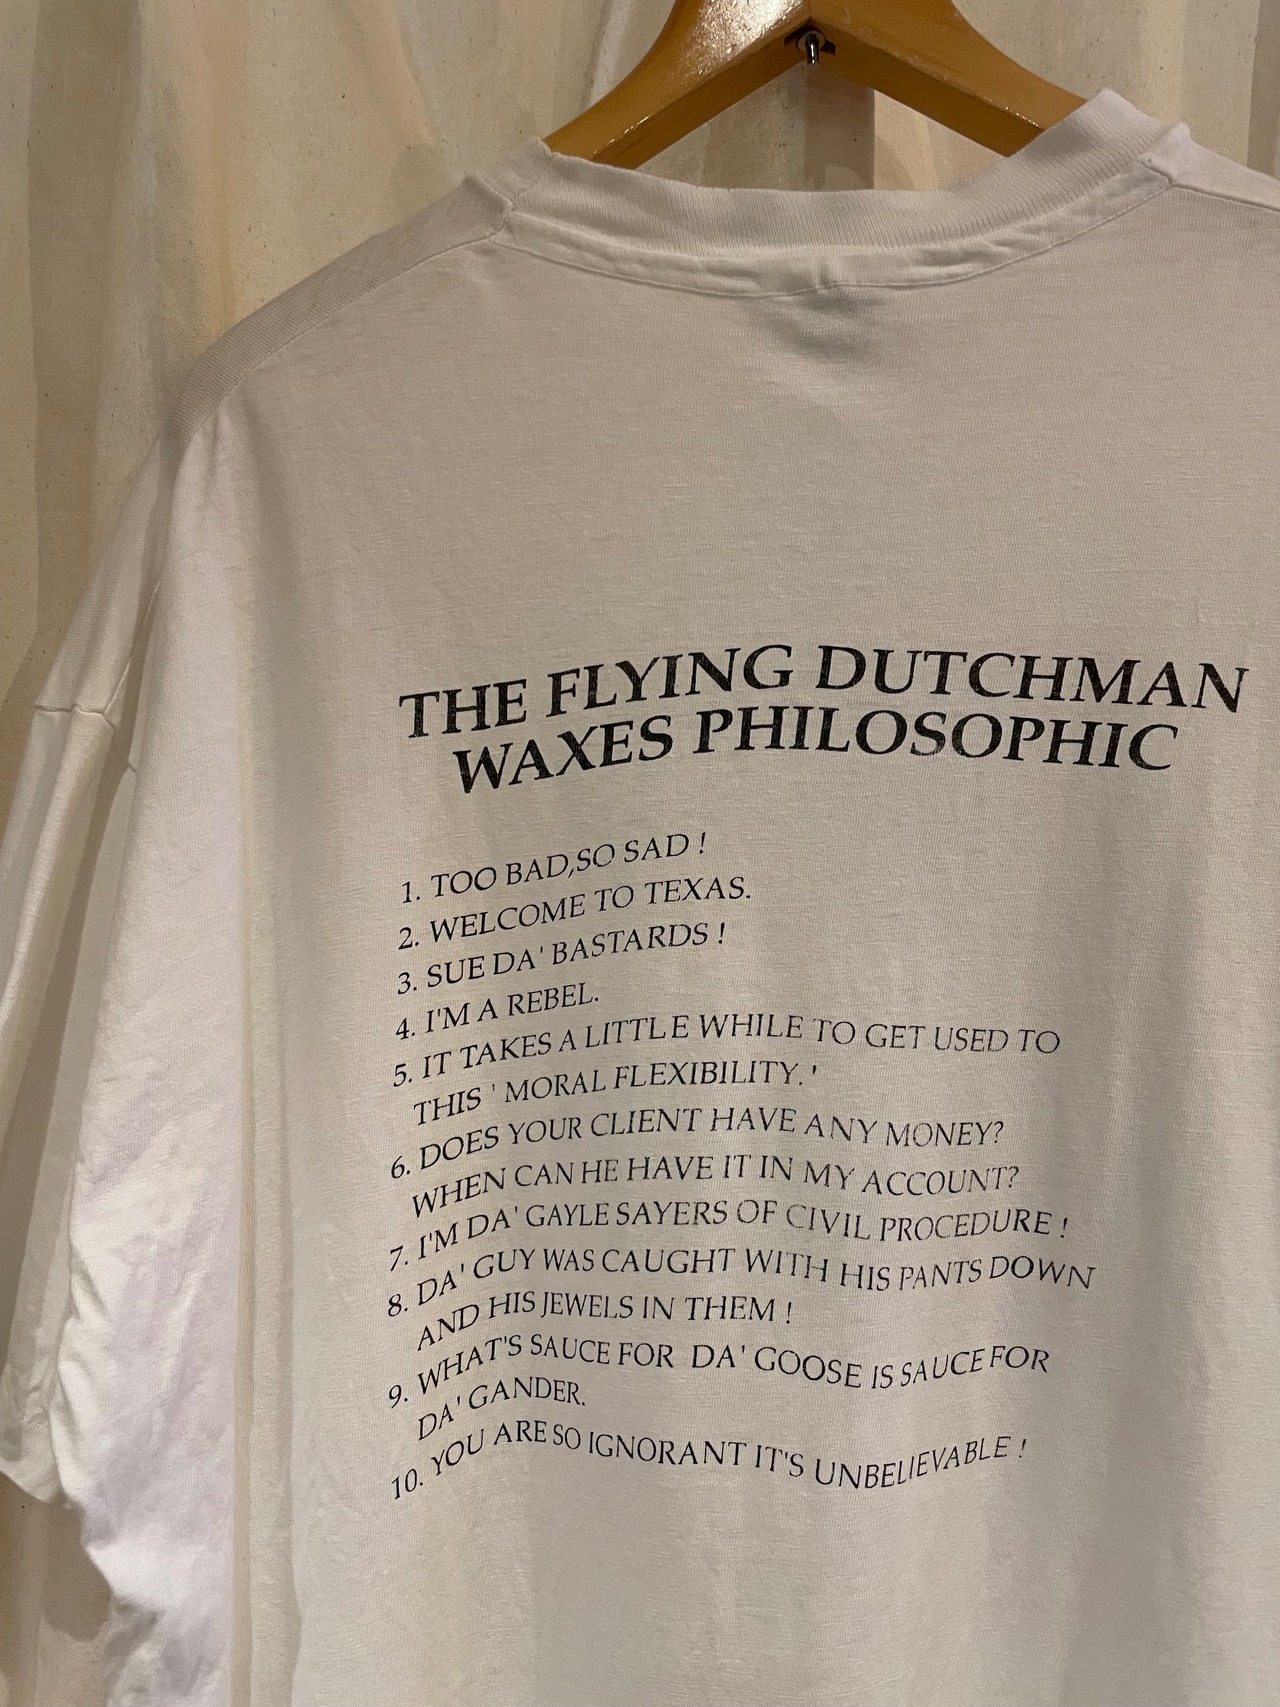 THE FLYING DUTCHMAN
WAXES PHILOSOPHIC
1. TOO BAD,SO SAD !
2. WELCOME TO TEXAS.
3. SUE DA' BASTARDS !
4. I'M A REBEL.
5. IT TAKES A LITTLE WHILE TO GET USED TO
THIS ' MORAL FLEXIBILITY. '
6. DOES YOUR CLIENT HAVE ANY MONEY?
WHEN CAN HE HAVE IT IN MY ACCOUNT?
7. I'M DA' GAYLE SAYERS OF CIVIL PROCEDURE !
8. DA' GUY WAS CAUGHT WITH HIS PANTS DOWN
AND HIS JEWELS IN THEM !
9. WHAT'S SAUCE FOR DA' GOOSE IS SAUCE FOR
DA' GANDER.
10. YOU ARE SO IGNORANT IT'S UNBELIEVABLE !